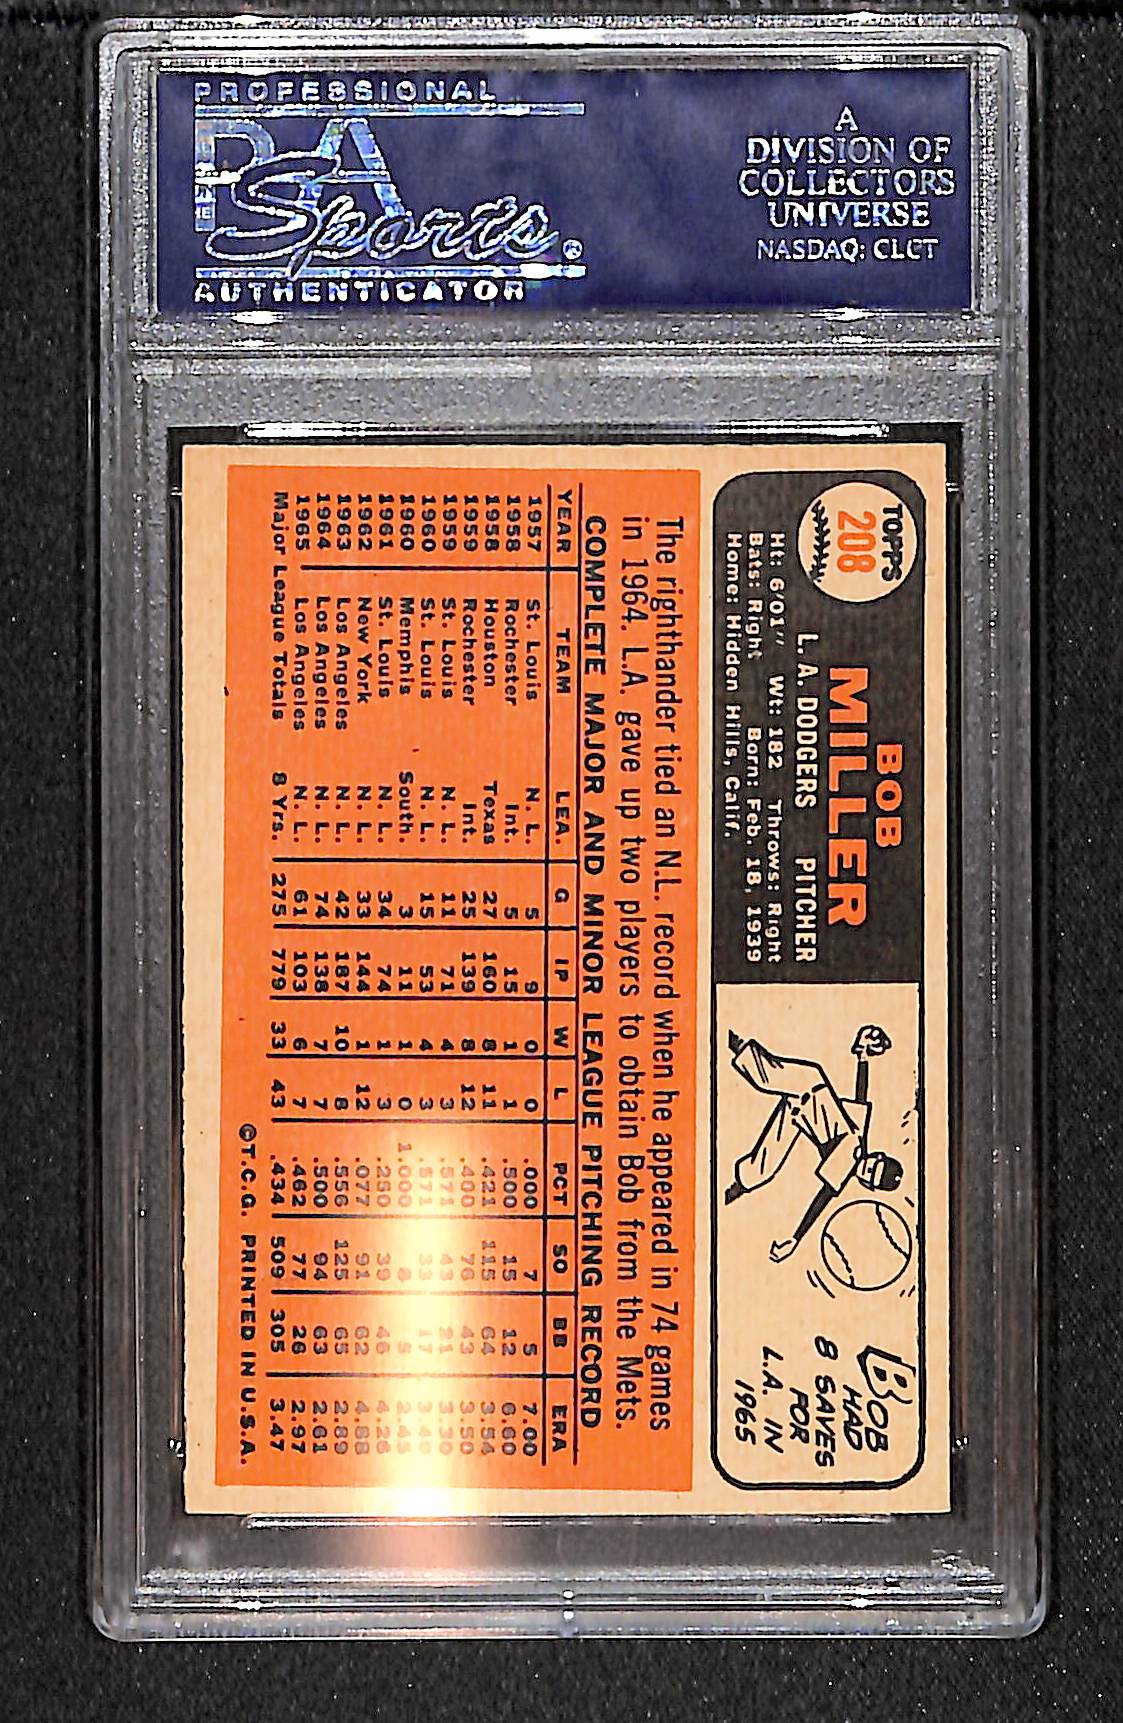 PROFESSIONAL
PSA
Sports®
AUTHENTICATOR
A
DIVISION OF
COLLECTORS
UNIVERSE
NASDAQ: CLCT
TOPPS
208
BOB
MILLER
L. A. DODGERS PITCHER
Ht: 6'01" Wt: 182 Throws: Right
Bats: Right Born: Feb. 18, 1939
Home: Hidden Hills, Calif.
BOB
HAD
8 SAVES
FOR
L.A. IN
1965
The righthander tied an N.L. record when he appeared in 74 games
in 1964. L.A. gave up two players to obtain Bob from the Mets.
COMPLETE MAJOR AND MINOR LEAGUE PITCHING RECORD
YEAR TEAM LEA. G IP W L PCT SO BB ERA
1957 St. Louis N. L. 5 9 0 0 .000 7 5 7.00
1958 Rochester Int. 5 15 1 1 .500 15 12 6.60
1958 Houston Texas 27 160 8 11 .421 115 64 3.54
1959 Rochester Int. 25 139 8 12 .400 76 43 3.50
1959 St. Louis N. L. 11 71 4 3 .571 43 21 3.30
1960 St. Louis N. L. 15 53 4 3 .571 33 17 3.40
1960 Memphis South. 3 11 1 0 1.000 8 5 2.45
1961 St. Louis N. L. 34 74 1 3 .250 39 46 4.26
1962 New York N. L. 33 144 1 12 .077 91 62 4.88
1963 Los Angeles N. L. 42 187 10 8 .556 125 65 2.89
1964 Los Angeles N. L. 74 138 7 7 .500 94 63 2.61
1965 Los Angeles N. L. 61 103 6 7 .462 77 26 2.97
Major League Totals 8 Yrs. 275 779 33 43 .434 509 305 3.47
©T.C.G. PRINTED IN U.S.A.